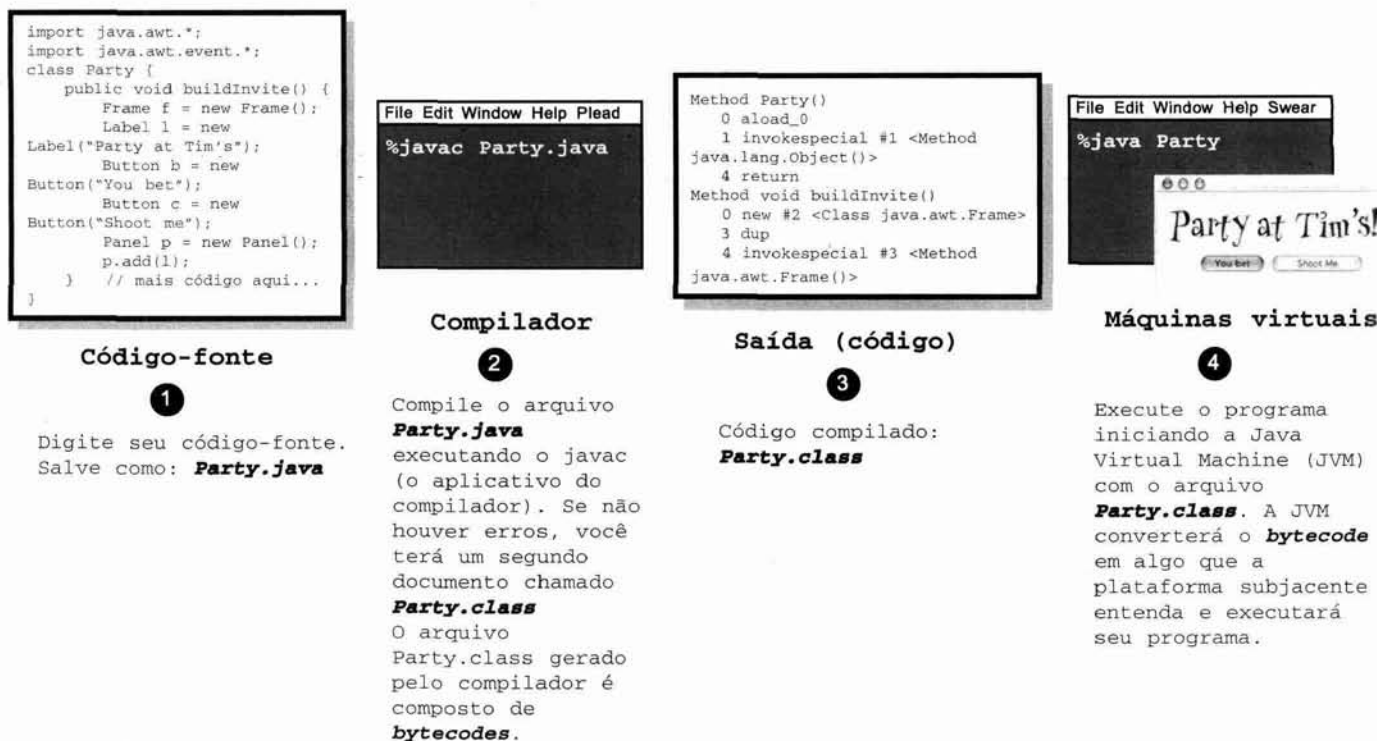 import java.awt.*;
import java.awt.event.*;
class Party {
public void buildInvite() {
Frame f = new Frame();
Label l = new
Label("Party at Tim's");
Button b = new
Button("You bet");
Button c = new
Button("Shoot me");
Panel p = new Panel();
p.add(l);
} // mais código aqui...
}
Código-fonte
1
Digite seu código-fonte.
Salve como: Party.java
File Edit Window Help Plead
%javac Party.java
Compilador
2
Compile o arquivo
Party.java
executando o javac
(o aplicativo do
compilador). Se não
houver erros, você
terá um segundo
documento chamado
Party.class
O arquivo
Party.class gerado
pelo compilador é
composto de
bytecodes.
Method Party()
0 aload_0
1 invokespecial #1 <Method
java.lang.Object()>
4 return
Method void buildInvite()
0 new #2 <Class java.awt.Frame>
3 dup
4 invokespecial #3 <Method
java.awt.Frame()>
Saída (código)
3
Código compilado:
Party.class
File Edit Window Help Swear
%java Party
Party at Tim's!
You bet Shoot Me
Máquinas virtuais
4
Execute o programa
iniciando a Java
Virtual Machine (JVM)
com o arquivo
Party.class. A JVM
converterá o bytecode
em algo que a
plataforma subjacente
entenda e executará
seu programa.